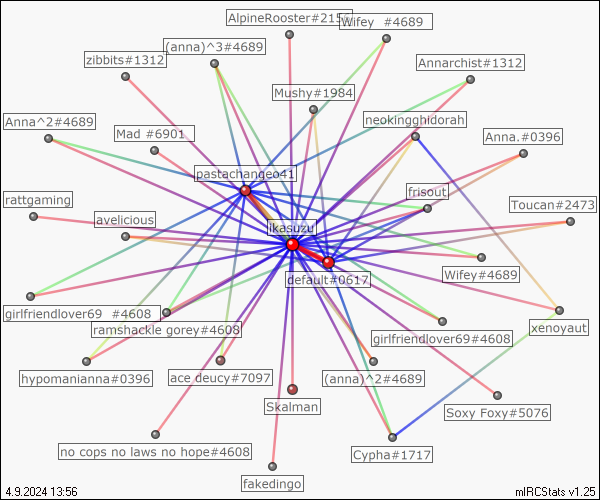 AlpineRooster#215
Wifey #4689
(anna)^3#4689
zibbits#1312
Annarchist#1312
Mushy#1984
neokingghidorah
Anna^2#4689
Mad #6901
Anna.#0396
pastachangeo41
frisout
rattgaming
Toucan#2473
avelicious
ikasuzu
Wifey#4689
default#0617
girlfriendlover69 #4608
ramshackle gorey#4608
xenoyaut
girlfriendlover69#4608
hypomanianna#0396
ace deucy#7097
(anna)^2#4689
Skalman
Soxy Foxy#5076
no cops no laws no hope#4608
Cypha#1717
fakedingo
4.9.2024 13:56
mIRCStats v1.25